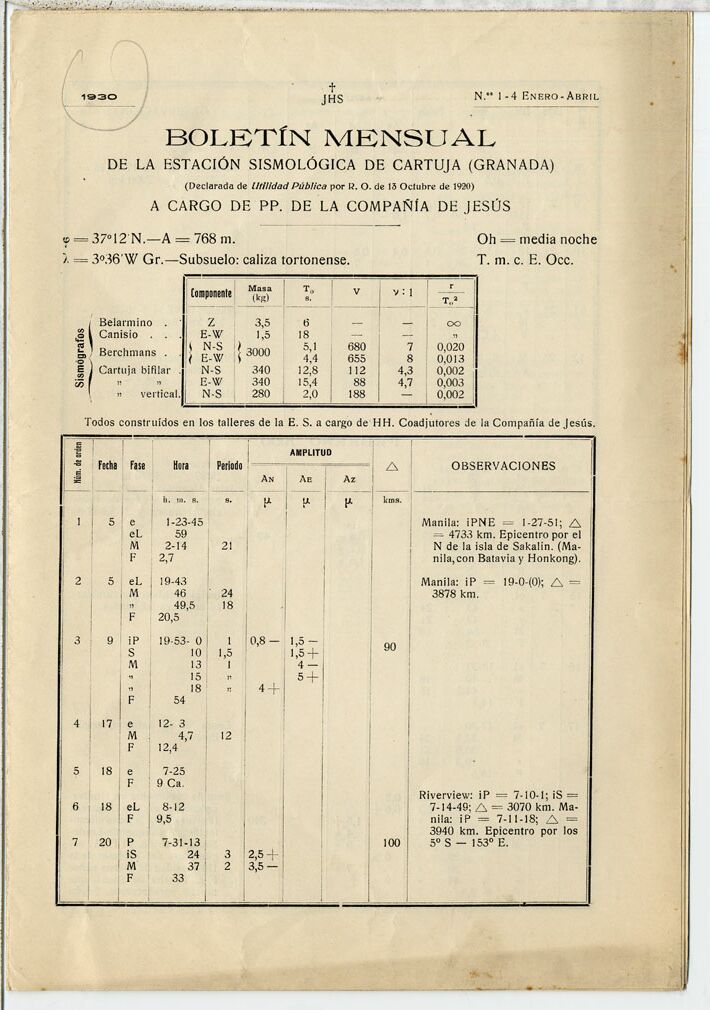 1930
†
JHS
N.ᵒˢ 1-4 ENERO-ABRIL
BOLETÍN MENSUAL
DE LA ESTACIÓN SISMOLÓGICA DE CARTUJA (GRANADA)
(Declarada de Utilidad Pública por R. O. de 13 Octubre de 1920)
A CARGO DE PP. DE LA COMPAÑÍA DE JESÚS
φ = 37º12´N.—A = 768 m. Oh = media noche
λ = 3º36´W Gr.—Subsuelo: caliza tortonense. T. m. c. E. Occ.
Componente Masa (kg) Tₒ s. V ν : 1 r / Tₒ²
Sismógrafos
Belarmino . . Z 3,5 6 — — ∞
Canisio . . . E-W 1,5 18 — — „
Berchmans . . { N-S } 3000 5,1 680 7 0,020
{ E-W } 4,4 655 8 0,013
Cartuja bifilar . N-S 340 12,8 112 4,3 0,002
„ „ E-W 340 15,4 88 4,7 0,003
„ vertical. N-S 280 2,0 188 — 0,002
Todos construídos en los talleres de la E. S. a cargo de HH. Coadjutores de la Compañía de Jesús.
Núm. de orden Fecha Fase Hora Periodo AMPLITUD △ OBSERVACIONES
AN AE AZ
h. m. s. s. μ μ μ kms.
1 5 e 1-23-45 Manila: iPNE = 1-27-51; △
eL 59 = 4733 km. Epicentro por el
M 2-14 21 N de la isla de Sakalin. (Ma-
F 2,7 nila, con Batavia y Honkong).
2 5 eL 19-43 Manila: iP = 19-0-(0); △ =
M 46 24 3878 km.
„ 49,5 18
F 20,5
3 9 iP 19-53- 0 1 0,8 — 1,5 — 90
S 10 1,5 1,5 +
M 13 1 4 —
„ 15 „ 5 +
„ 18 „ 4 +
F 54
4 17 e 12- 3
M 4,7 12
F 12,4
5 18 e 7-25
F 9 Ca.
Riverview: iP = 7-10-1; iS =
6 18 eL 8-12 7-14-49; △ = 3070 km. Ma-
F 9,5 nila: iP = 7-11-18; △ =
3940 km. Epicentro por los
7 20 P 7-31-13 100 5º S — 153º E.
iS 24 3 2,5 +
M 37 2 3,5 —
F 33